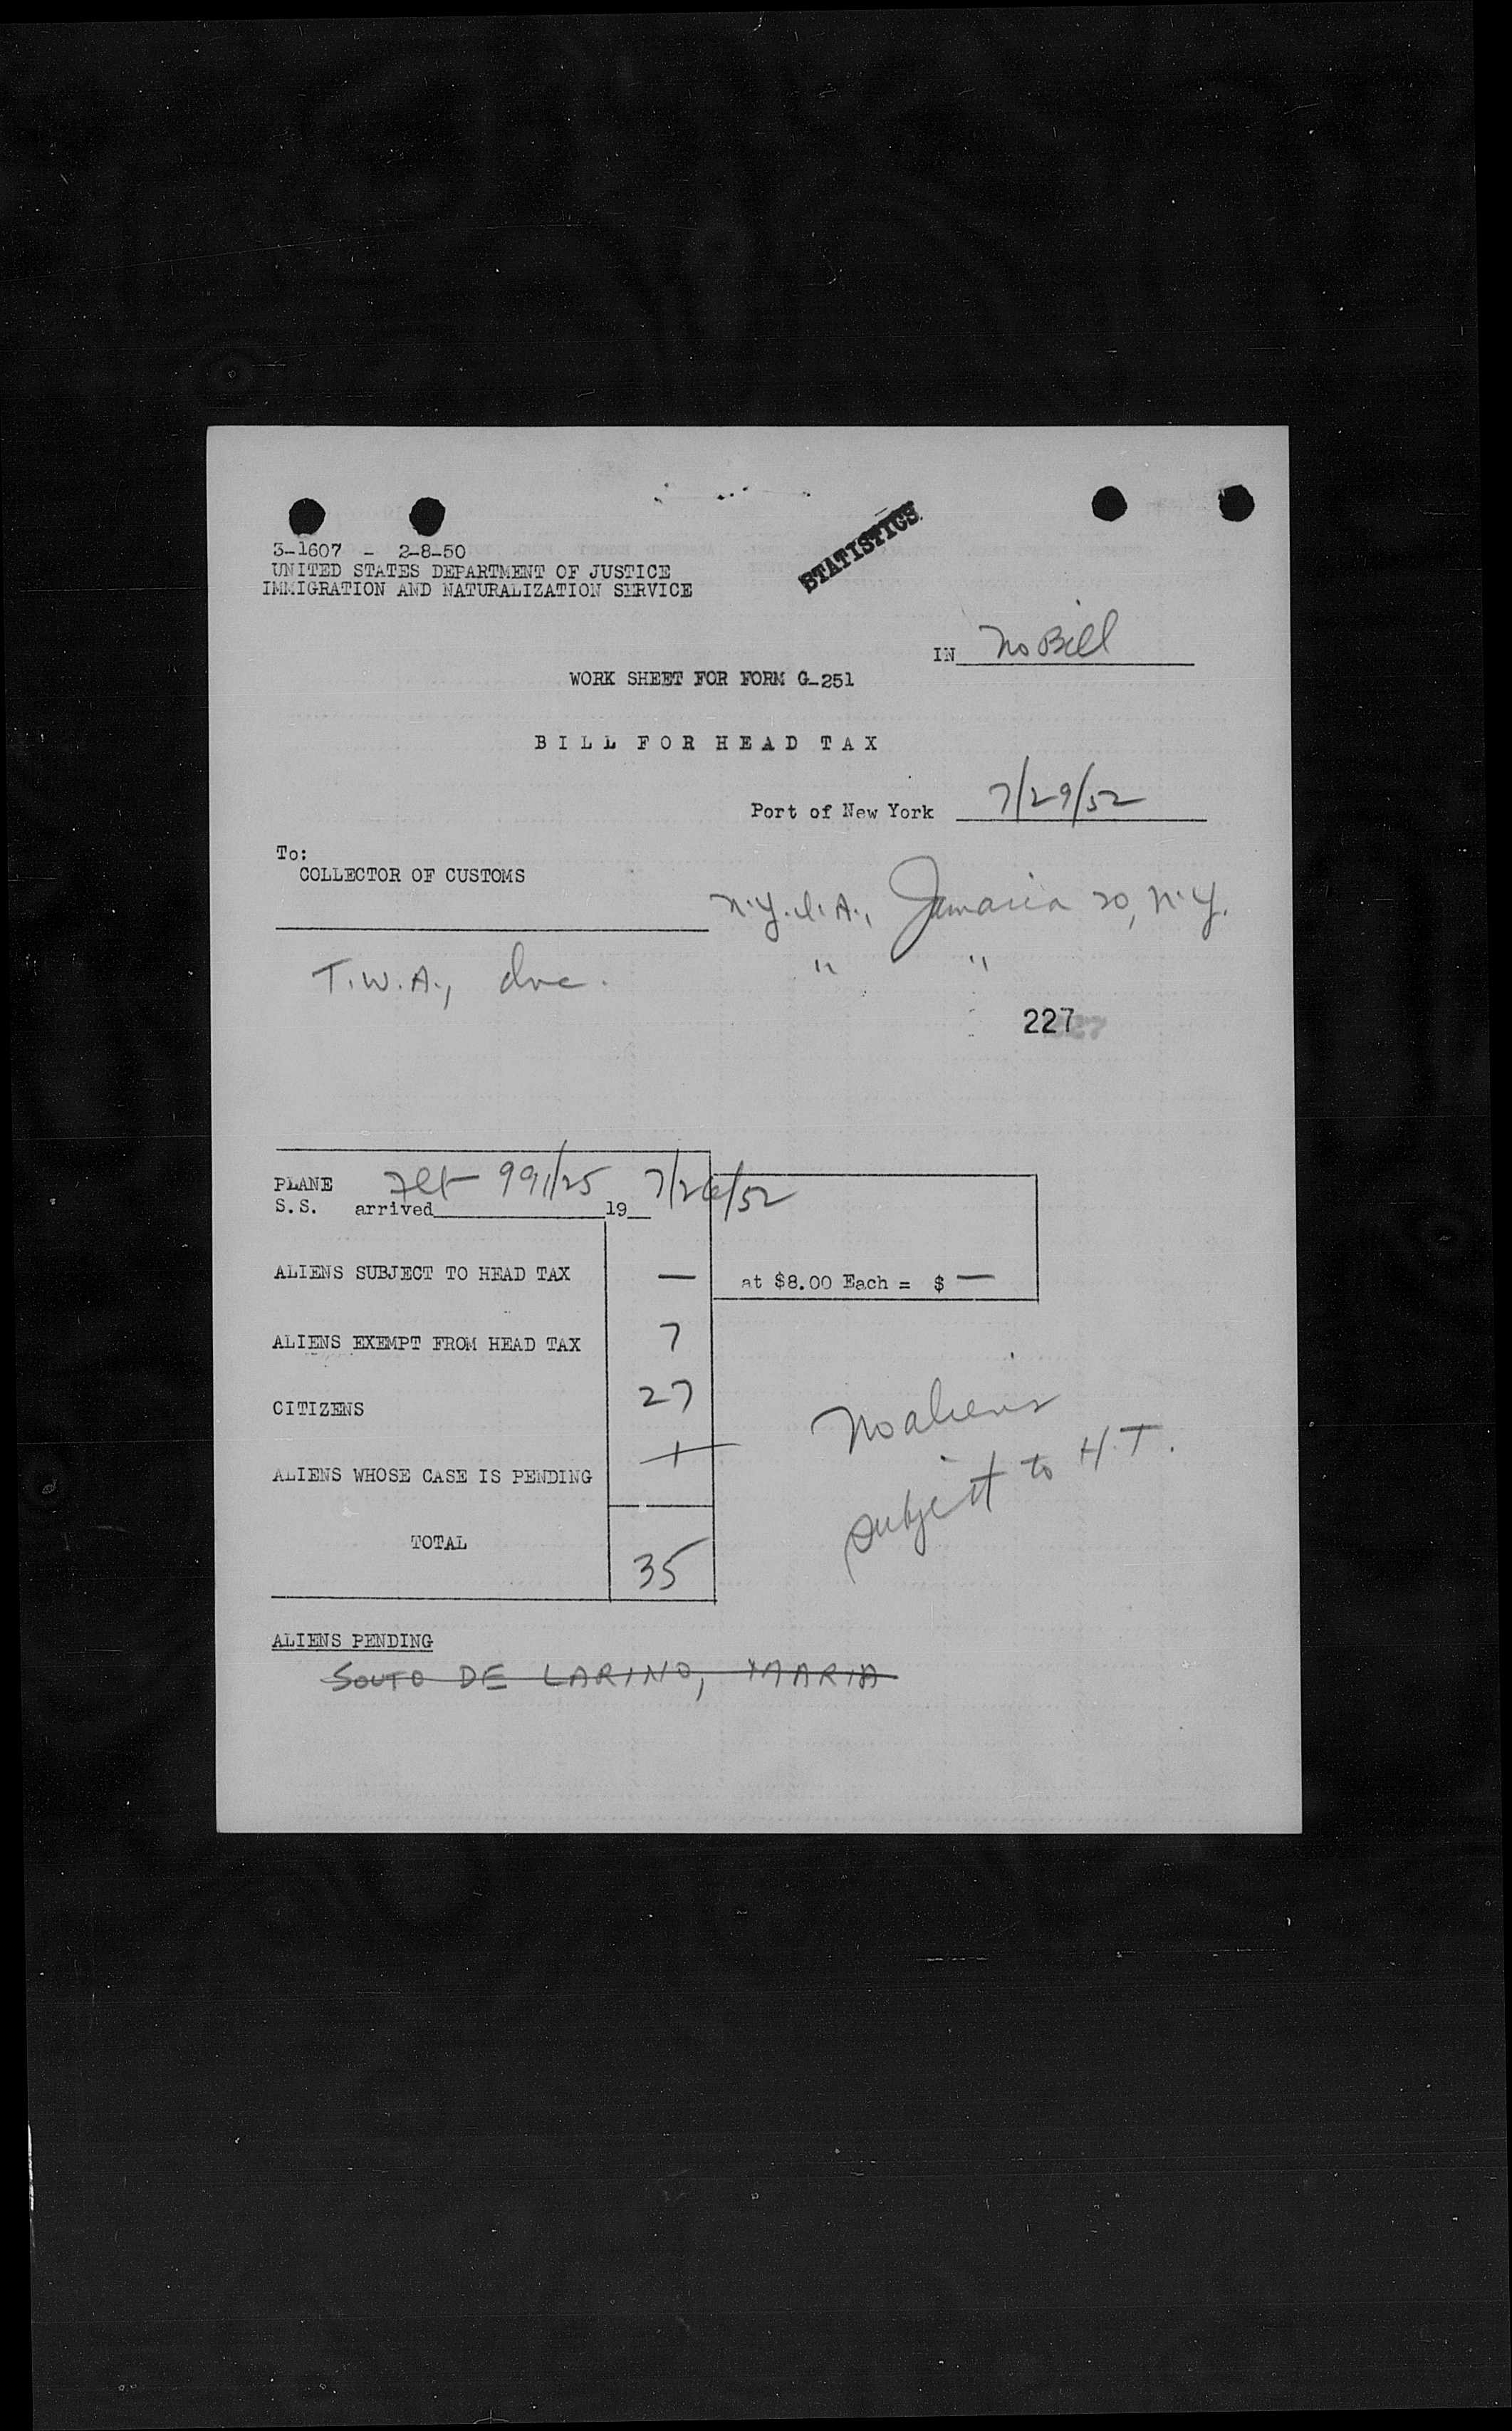 STATISTICS
3-1607 - 2-8-50
UNITED STATES DEPARTMENT OF JUSTICE
IMMIGRATION AND NATURALIZATION SERVICE
IN No Bill
WORK SHEET FOR FORM G-251
BILL FOR HEAD TAX
Port of New York 7/29/52
To:
COLLECTOR OF CUSTOMS
N.Y.I.A., Jamaica 20, N.Y.
T.W.A., Inc. " "
227
PLANE Flt 991/25 7/26/52
S.S. arrived 19
ALIENS SUBJECT TO HEAD TAX — at $8.00 Each = $ —
ALIENS EXEMPT FROM HEAD TAX 7
CITIZENS 27
ALIENS WHOSE CASE IS PENDING 1
No aliens
subject to H.T.
TOTAL 35
ALIENS PENDING
SOUTO DE LARINO, MARIA